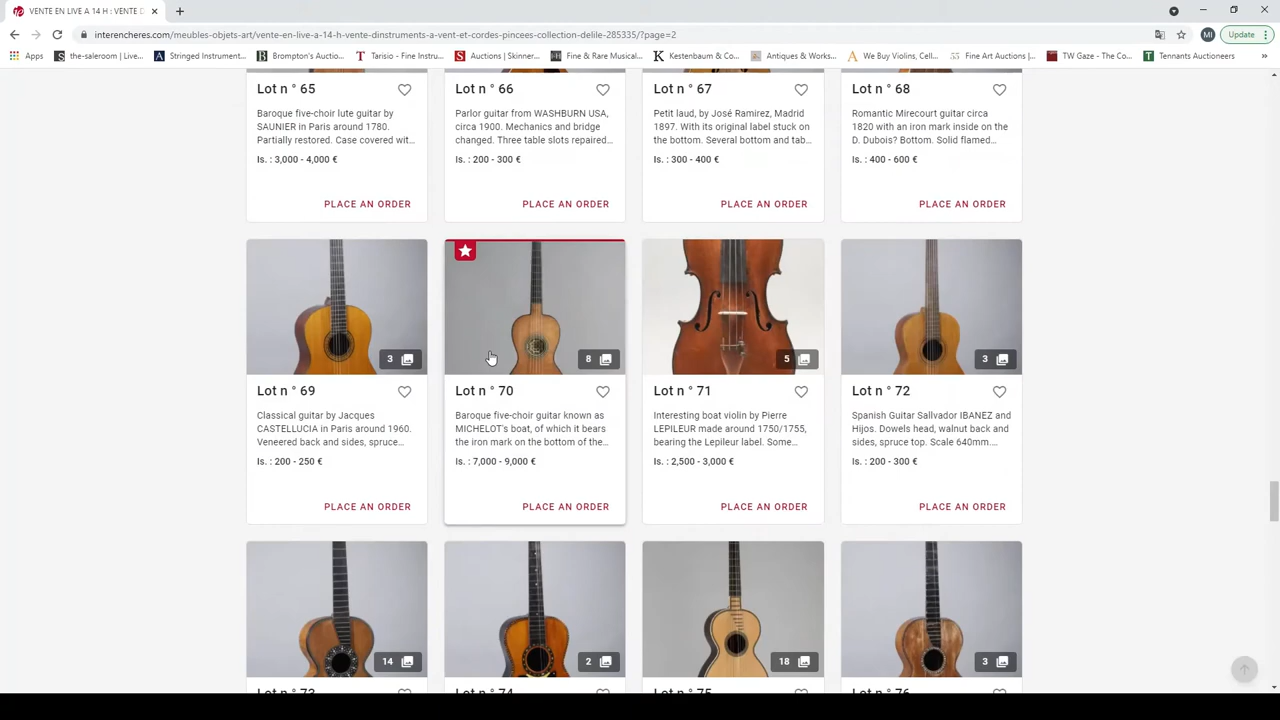 VENTE EN LIVE A 14 H : VENTE D
interencheres.com/meubles-objets-art/vente-en-live-a-14-h-vente-dinstruments-a-vent-et-cordes-pincees-collection-delile-285335/?page=2
MI
Update
Apps
the-saleroom | Live...
Stringed Instrument...
Brompton's Auctio...
Tarisio - Fine Instru...
Auctions | Skinner...
Fine & Rare Musical...
Kestenbaum & Co...
Antiques & Works...
We Buy Violins, Cell...
Fine Art Auctions |...
TW Gaze - The Co...
Tennants Auctioneers
»
Lot n ° 65
Baroque five-choir lute guitar by
SAUNIER in Paris around 1780.
Partially restored. Case covered wit...
Is. : 3,000 - 4,000 €
PLACE AN ORDER
Lot n ° 66
Parlor guitar from WASHBURN USA,
circa 1900. Mechanics and bridge
changed. Three table slots repaired...
Is. : 200 - 300 €
PLACE AN ORDER
Lot n ° 67
Petit laud, by José Ramirez, Madrid
1897. With its original label stuck on
the bottom. Several bottom and tab...
Is. : 300 - 400 €
PLACE AN ORDER
Lot n ° 68
Romantic Mirecourt guitar circa
1820 with an iron mark inside on the
D. Dubois? Bottom. Solid flamed...
Is. : 400 - 600 €
PLACE AN ORDER
3
Lot n ° 69
Classical guitar by Jacques
CASTELLUCIA in Paris around 1960.
Veneered back and sides, spruce...
Is. : 200 - 250 €
PLACE AN ORDER
8
Lot n ° 70
Baroque five-choir guitar known as
MICHELOT's boat, of which it bears
the iron mark on the bottom of the...
Is. : 7,000 - 9,000 €
PLACE AN ORDER
5
Lot n ° 71
Interesting boat violin by Pierre
LEPILEUR made around 1750/1755,
bearing the Lepileur label. Some...
Is. : 2,500 - 3,000 €
PLACE AN ORDER
3
Lot n ° 72
Spanish Guitar Sallvador IBANEZ and
Hijos. Dowels head, walnut back and
sides, spruce top. Scale 640mm....
Is. : 200 - 300 €
PLACE AN ORDER
14
Lot n ° 73
2
Lot n ° 74
18
Lot n ° 75
3
Lot n ° 76